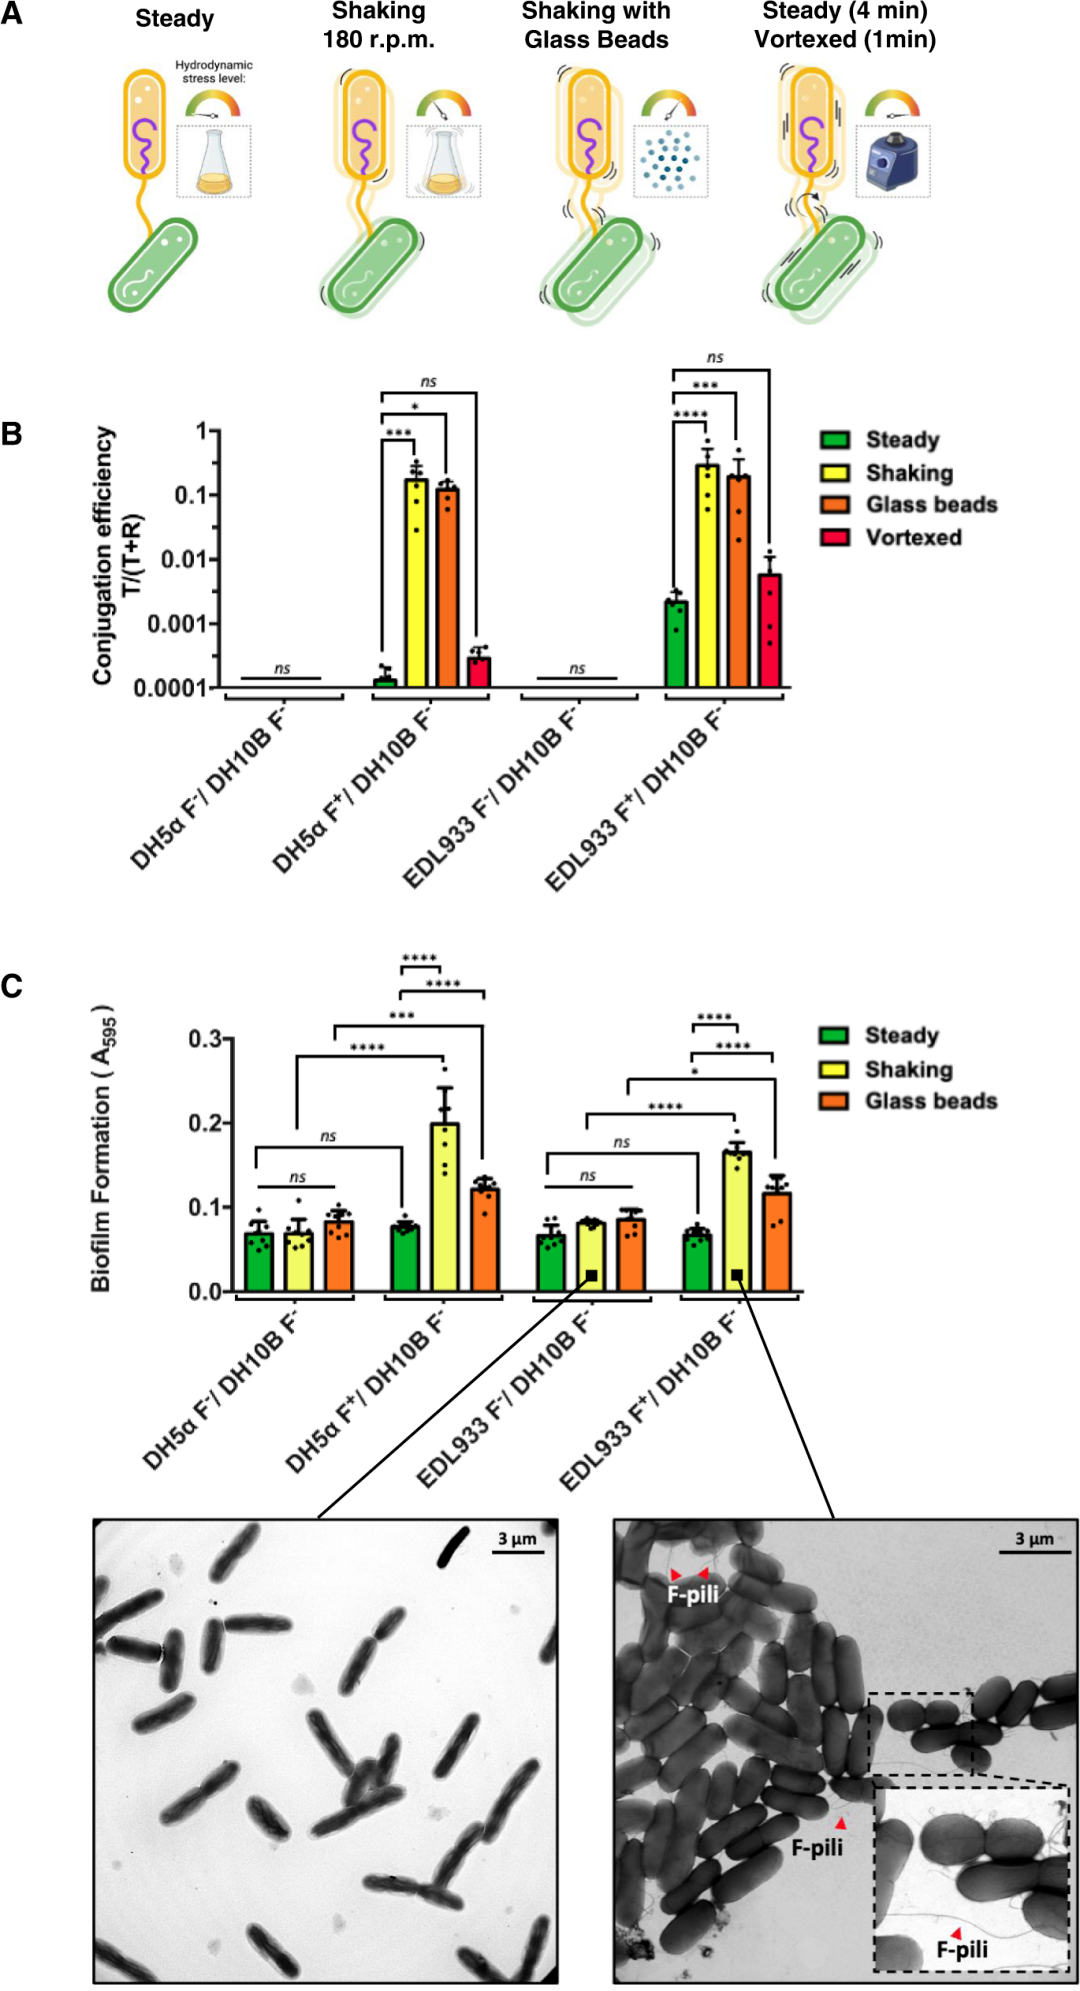 A
Steady
Shaking
180 r.p.m.
Shaking with
Glass Beads
Steady (4 min)
Vortexed (1min)
Hydrodynamic
stress level:
B
Conjugation efficiency
T/(T+R)
1
0.1
0.01
0.001
0.0001
ns
***
*
ns
ns
****
***
ns
Steady
Shaking
Glass beads
Vortexed
DH5α F⁻/ DH10B F⁻
DH5α F⁺/ DH10B F⁻
EDL933 F⁻/ DH10B F⁻
EDL933 F⁺/ DH10B F⁻
C
Biofilm Formation ( A₅₉₅ )
0.3
0.2
0.1
0.0
****
****
***
****
ns
ns
****
****
*
****
ns
ns
Steady
Shaking
Glass beads
DH5α F⁻/ DH10B F⁻
DH5α F⁺/ DH10B F⁻
EDL933 F⁻/ DH10B F⁻
EDL933 F⁺/ DH10B F⁻
3 μm
3 μm
F-pili
F-pili
F-pili